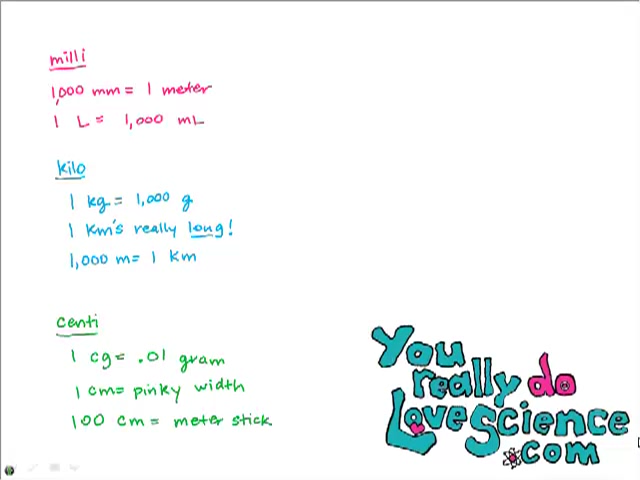 milli
1,000 mm = 1 meter
1 L = 1,000 mL
kilo
1 kg = 1,000 g
1 Km's really long!
1,000 m = 1 Km
centi
1 cg = .01 gram
1 cm = pinky width
100 cm = meter stick
You
really do
Love Science
.com